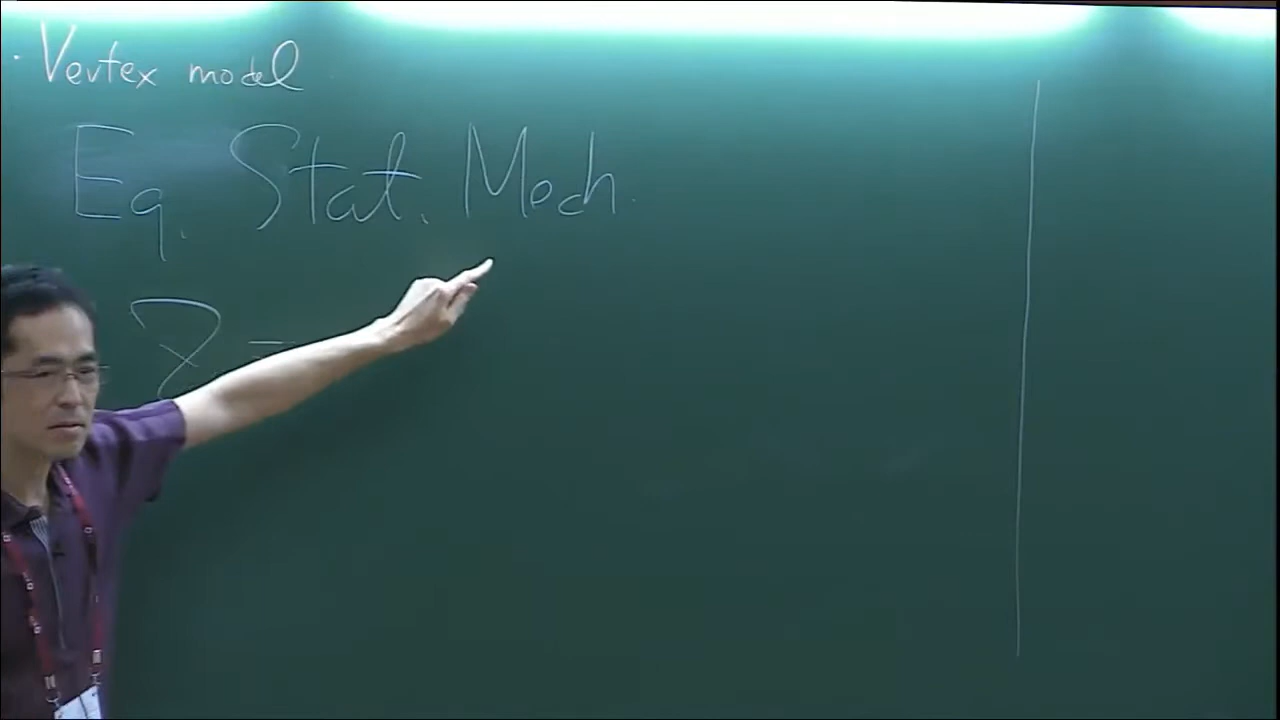 · Vertex model
Eq. Stat. Mech.
Z =